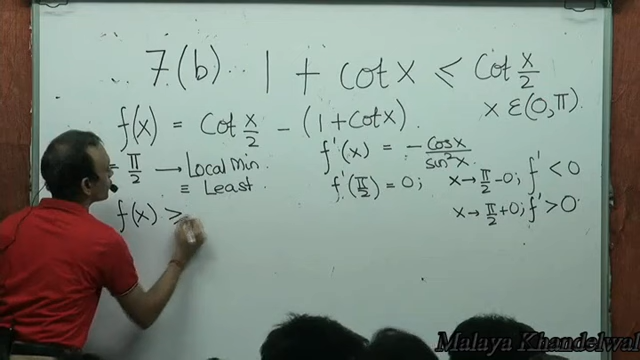 7.(b). 1 + cot x ≤ Cot x/2
x ∈ (0, π).
f(x) = Cot x/2 - (1 + Cot x).
f'(x) = - Cosx/sin²x.
= π/2 → Local Min.
≡ Least.
f'(π/2) = 0; x → π/2 - 0; f' < 0
x → π/2 + 0; f' > 0
f(x) ≥
Malaya Khandelwal